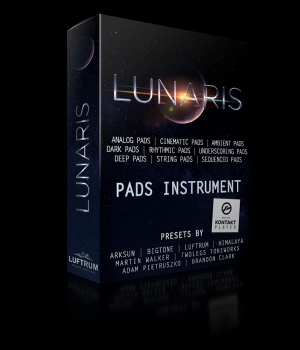 LUNARIS
ANALOG PADS | CINEMATIC PADS | AMBIENT PADS
DARK PADS | RHYTHMIC PADS | UNDERSCORING PADS
DEEP PADS | STRING PADS | SEQUENCED PADS
PADS INSTRUMENT
KONTAKT
PLAYER
PRESETS BY
ARKSUN | BIGTONE | LUFTRUM | HIMALAYA
MARTIN WALKER | TWOLEGS TONEWORKS
ADAM PIETRUSZKO | BRANDON CLARK
LUNARIS
LUFTRUM